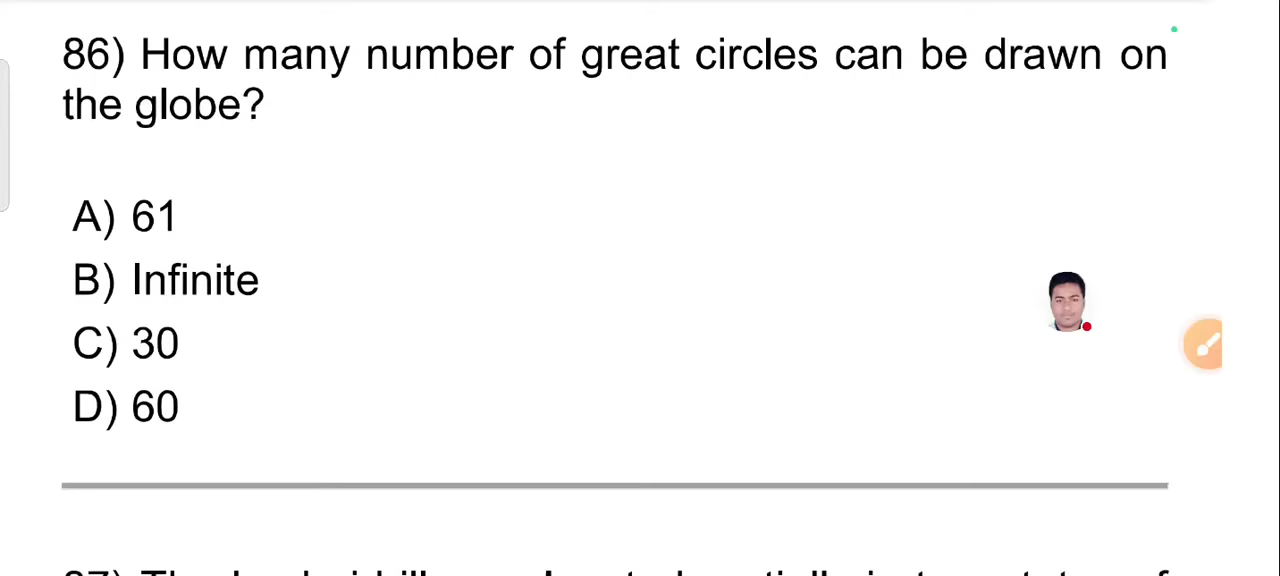 86) How many number of great circles can be drawn on
the globe?
A) 61
B) Infinite
C) 30
D) 60